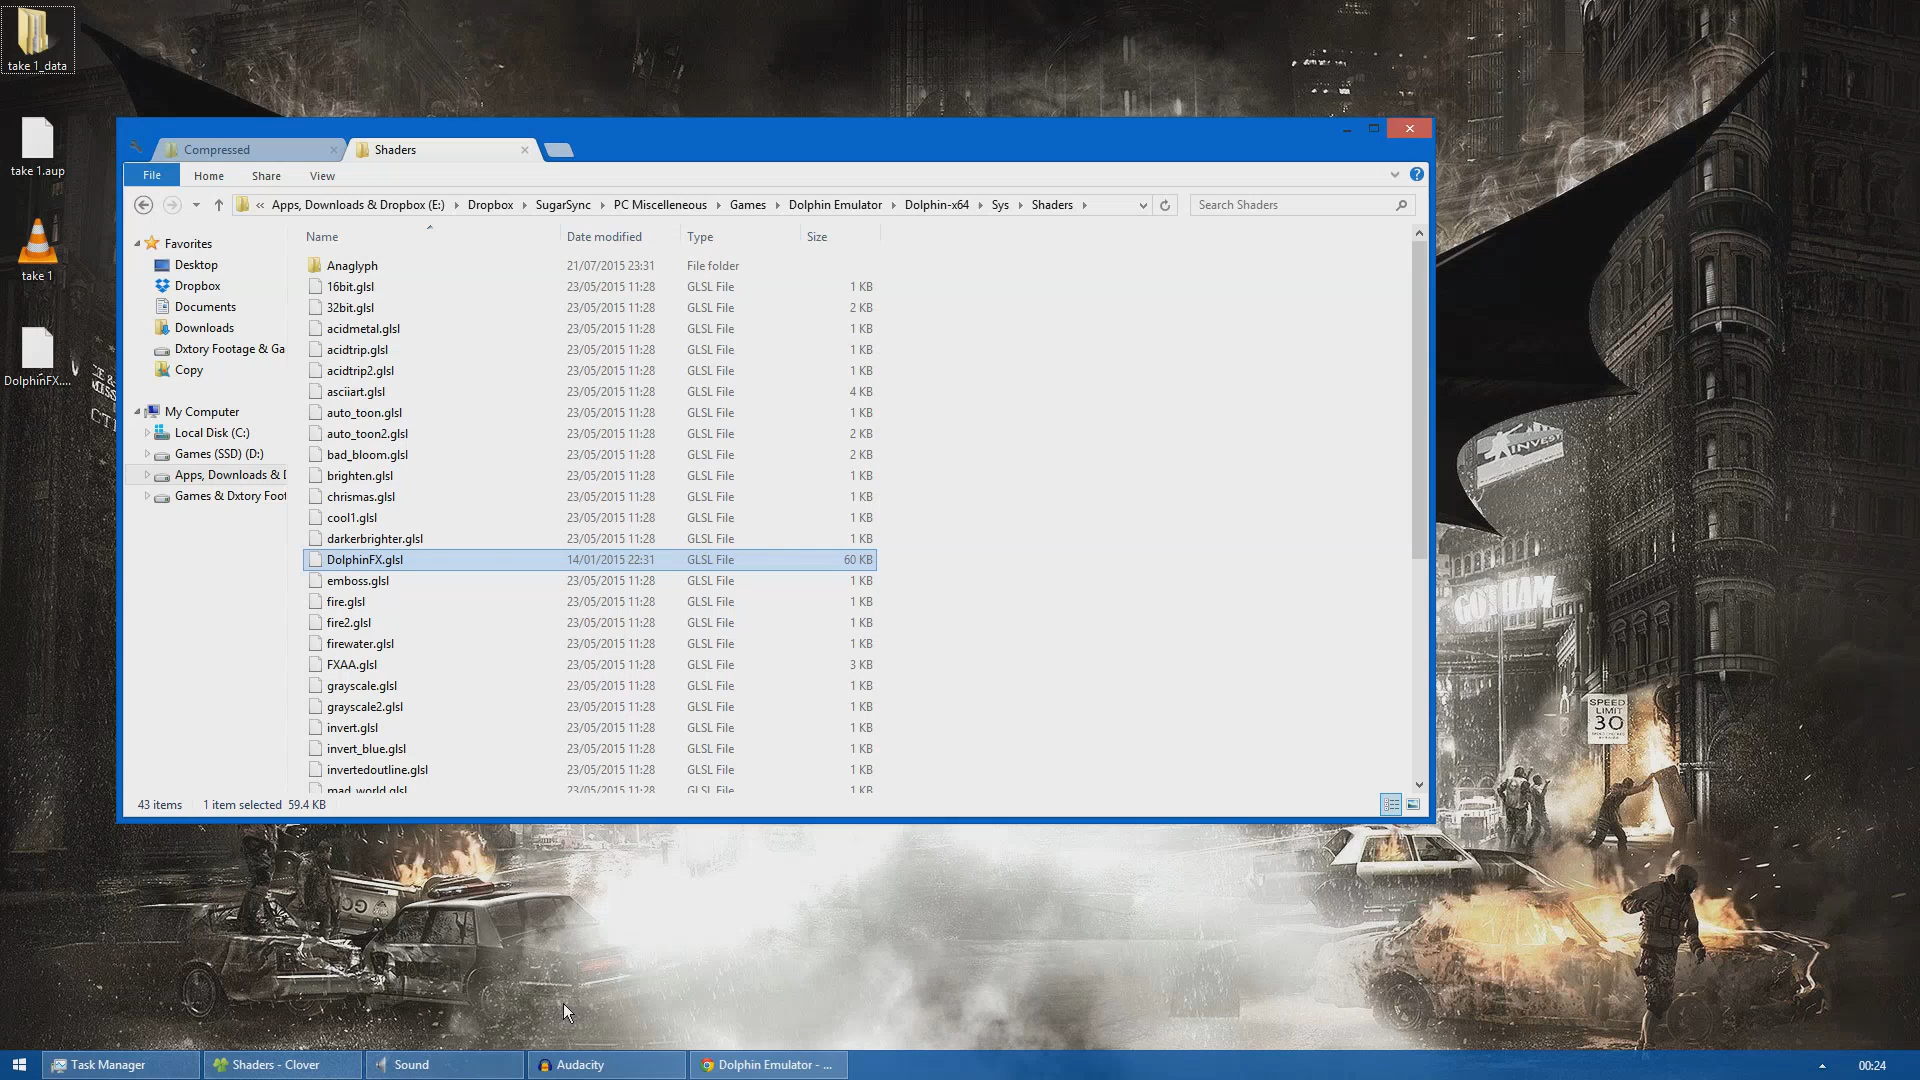 take 1_data
take 1.aup
take 1
DolphinFX....
Compressed
Shaders
File
Home
Share
View
« Apps, Downloads & Dropbox (E:) Dropbox SugarSync PC Miscelleneous Games Dolphin Emulator Dolphin-x64 Sys Shaders
Search Shaders
Favorites
Desktop
Dropbox
Documents
Downloads
Dxtory Footage & Ga
Copy
My Computer
Local Disk (C:)
Games (SSD) (D:)
Apps, Downloads & D
Games & Dxtory Foot
Name Date modified Type Size
Anaglyph 21/07/2015 23:31 File folder
16bit.glsl 23/05/2015 11:28 GLSL File 1 KB
32bit.glsl 23/05/2015 11:28 GLSL File 2 KB
acidmetal.glsl 23/05/2015 11:28 GLSL File 1 KB
acidtrip.glsl 23/05/2015 11:28 GLSL File 1 KB
acidtrip2.glsl 23/05/2015 11:28 GLSL File 1 KB
asciiart.glsl 23/05/2015 11:28 GLSL File 4 KB
auto_toon.glsl 23/05/2015 11:28 GLSL File 1 KB
auto_toon2.glsl 23/05/2015 11:28 GLSL File 2 KB
bad_bloom.glsl 23/05/2015 11:28 GLSL File 2 KB
brighten.glsl 23/05/2015 11:28 GLSL File 1 KB
chrismas.glsl 23/05/2015 11:28 GLSL File 1 KB
cool1.glsl 23/05/2015 11:28 GLSL File 1 KB
darkerbrighter.glsl 23/05/2015 11:28 GLSL File 1 KB
DolphinFX.glsl 14/01/2015 22:31 GLSL File 60 KB
emboss.glsl 23/05/2015 11:28 GLSL File 1 KB
fire.glsl 23/05/2015 11:28 GLSL File 1 KB
fire2.glsl 23/05/2015 11:28 GLSL File 1 KB
firewater.glsl 23/05/2015 11:28 GLSL File 1 KB
FXAA.glsl 23/05/2015 11:28 GLSL File 3 KB
grayscale.glsl 23/05/2015 11:28 GLSL File 1 KB
grayscale2.glsl 23/05/2015 11:28 GLSL File 1 KB
invert.glsl 23/05/2015 11:28 GLSL File 1 KB
invert_blue.glsl 23/05/2015 11:28 GLSL File 1 KB
invertedoutline.glsl 23/05/2015 11:28 GLSL File 1 KB
mad_world.glsl 23/05/2015 11:28 GLSL File 1 KB
43 items 1 item selected 59.4 KB
INVEST
GOTHAM
SPEED
LIMIT
30
Task Manager
Shaders - Clover
Sound
Audacity
Dolphin Emulator - ...
00:24